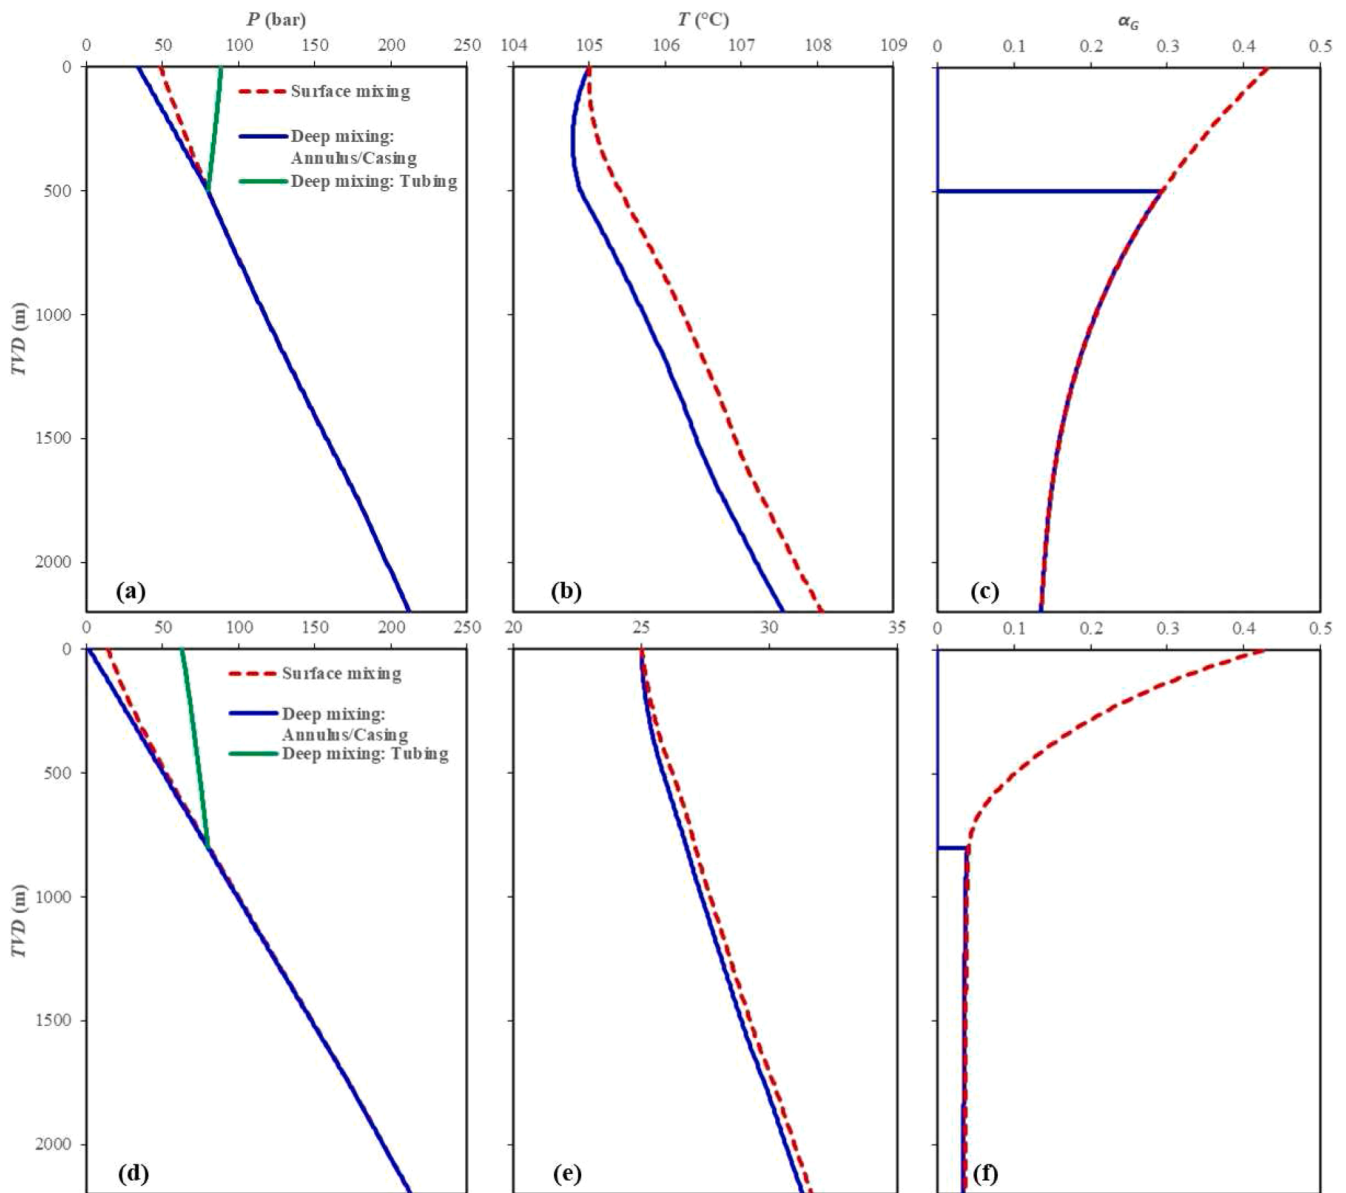 P (bar)
T (°C)
α_G
0 50 100 150 200 250
104 105 106 107 108 109
0 0.1 0.2 0.3 0.4 0.5
0
500
1000
1500
2000
TVD (m)
Surface mixing
Deep mixing:
Annulus/Casing
Deep mixing: Tubing
(a)
(b)
(c)
0 50 100 150 200 250
20 25 30 35
0 0.1 0.2 0.3 0.4 0.5
0
500
1000
1500
2000
TVD (m)
Surface mixing
Deep mixing:
Annulus/Casing
Deep mixing: Tubing
(d)
(e)
(f)